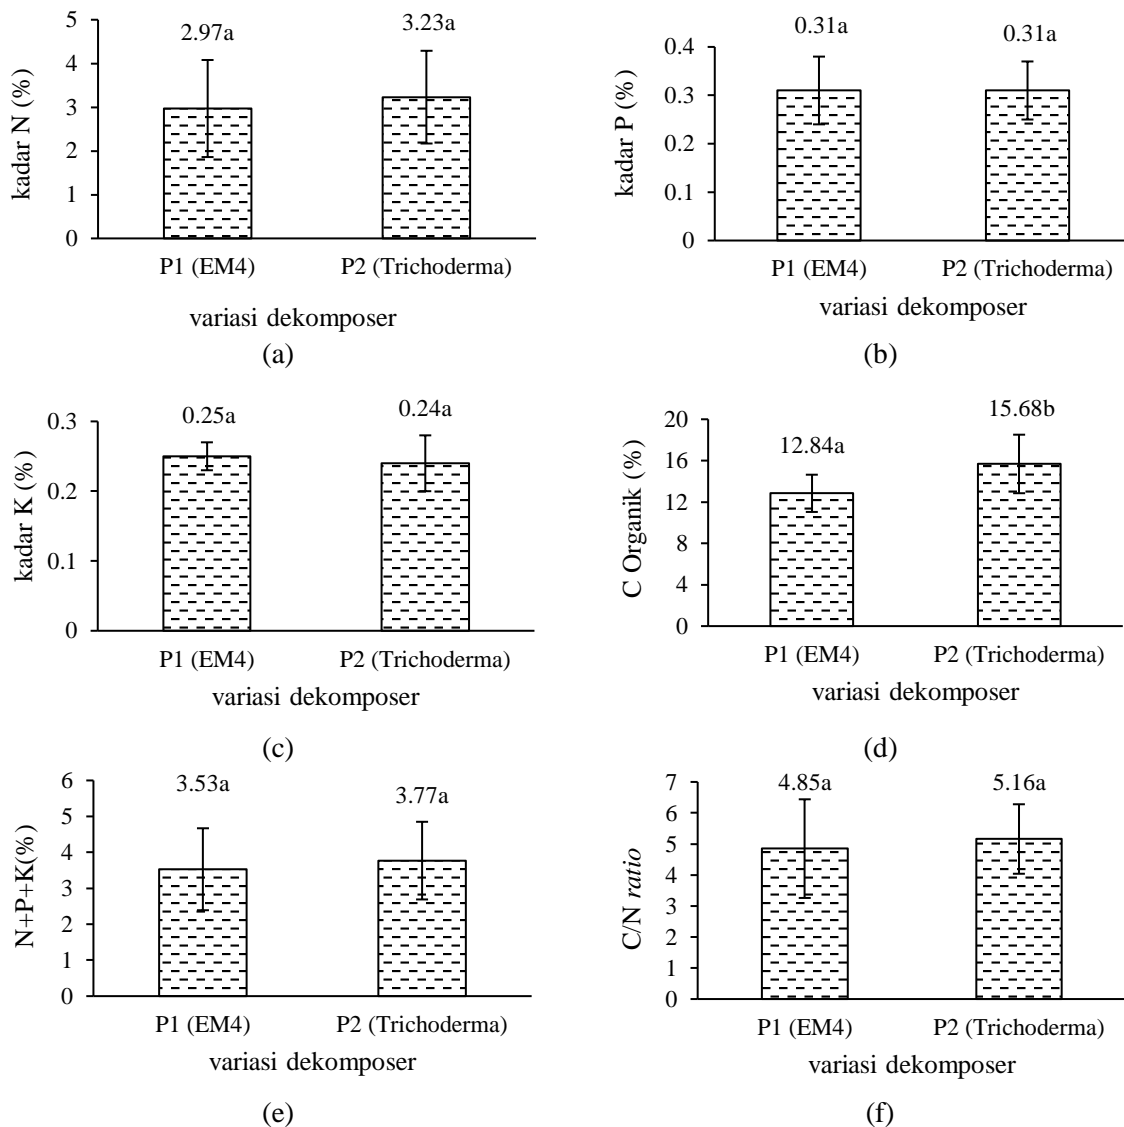 5
4
3
2
1
0
kadar N (%)
2.97a
3.23a
P1 (EM4)
P2 (Trichoderma)
variasi dekomposer
(a)
0.4
0.3
0.2
0.1
0
kadar P (%)
0.31a
0.31a
P1 (EM4)
P2 (Trichoderma)
variasi dekomposer
(b)
0.3
0.2
0.1
0
kadar K (%)
0.25a
0.24a
P1 (EM4)
P2 (Trichoderma)
variasi dekomposer
(c)
20
16
12
8
4
0
C Organik (%)
12.84a
15.68b
P1 (EM4)
P2 (Trichoderma)
variasi dekomposer
(d)
6
5
4
3
2
1
0
N+P+K(%)
3.53a
3.77a
P1 (EM4)
P2 (Trichoderma)
variasi dekomposer
(e)
7
6
5
4
3
2
1
0
C/N ratio
4.85a
5.16a
P1 (EM4)
P2 (Trichoderma)
variasi dekomposer
(f)